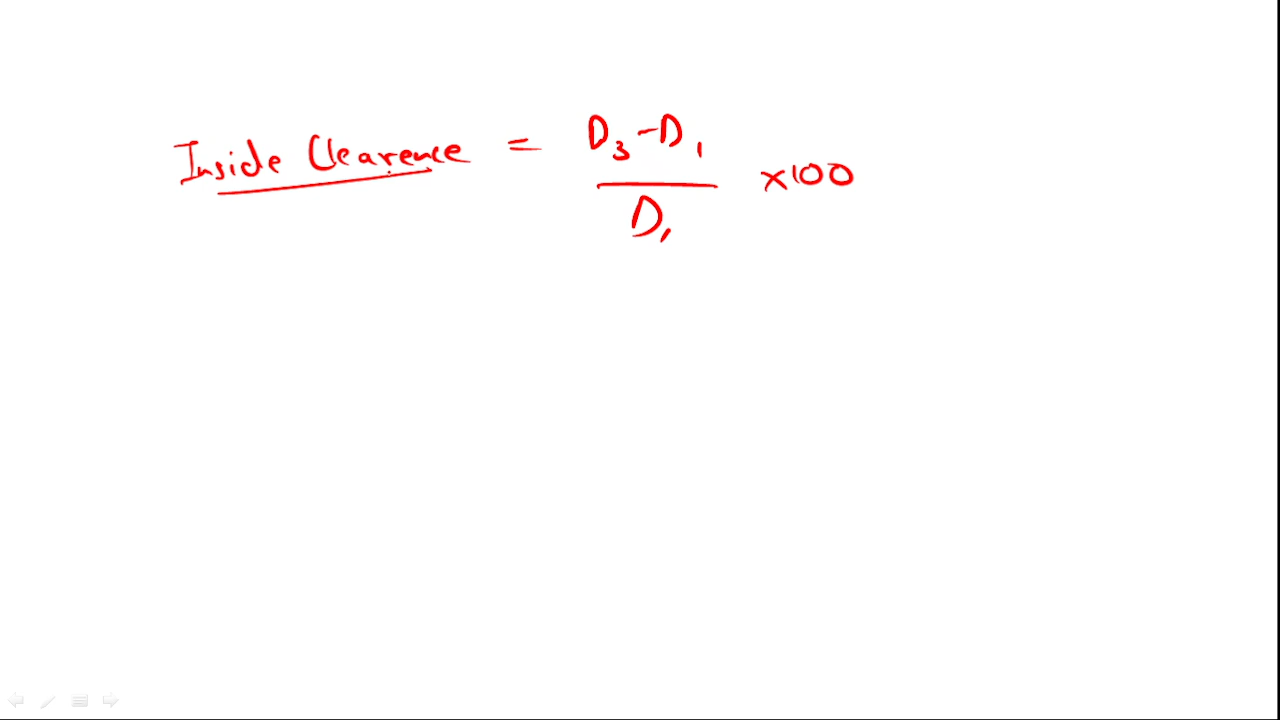 Inside Clearence = D₃-D₁ / D₁ ×100